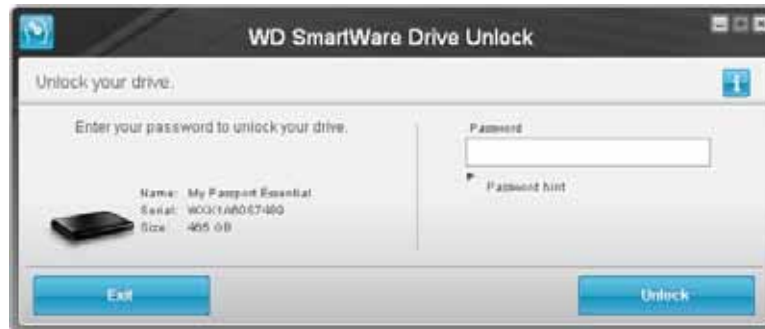 WD SmartWare Drive Unlock
Unlock your drive.
Enter your password to unlock your drive.
Name: My Passport Essential
Serial:
Size: 465 GB
Password
Password hint
Exit
Unlock